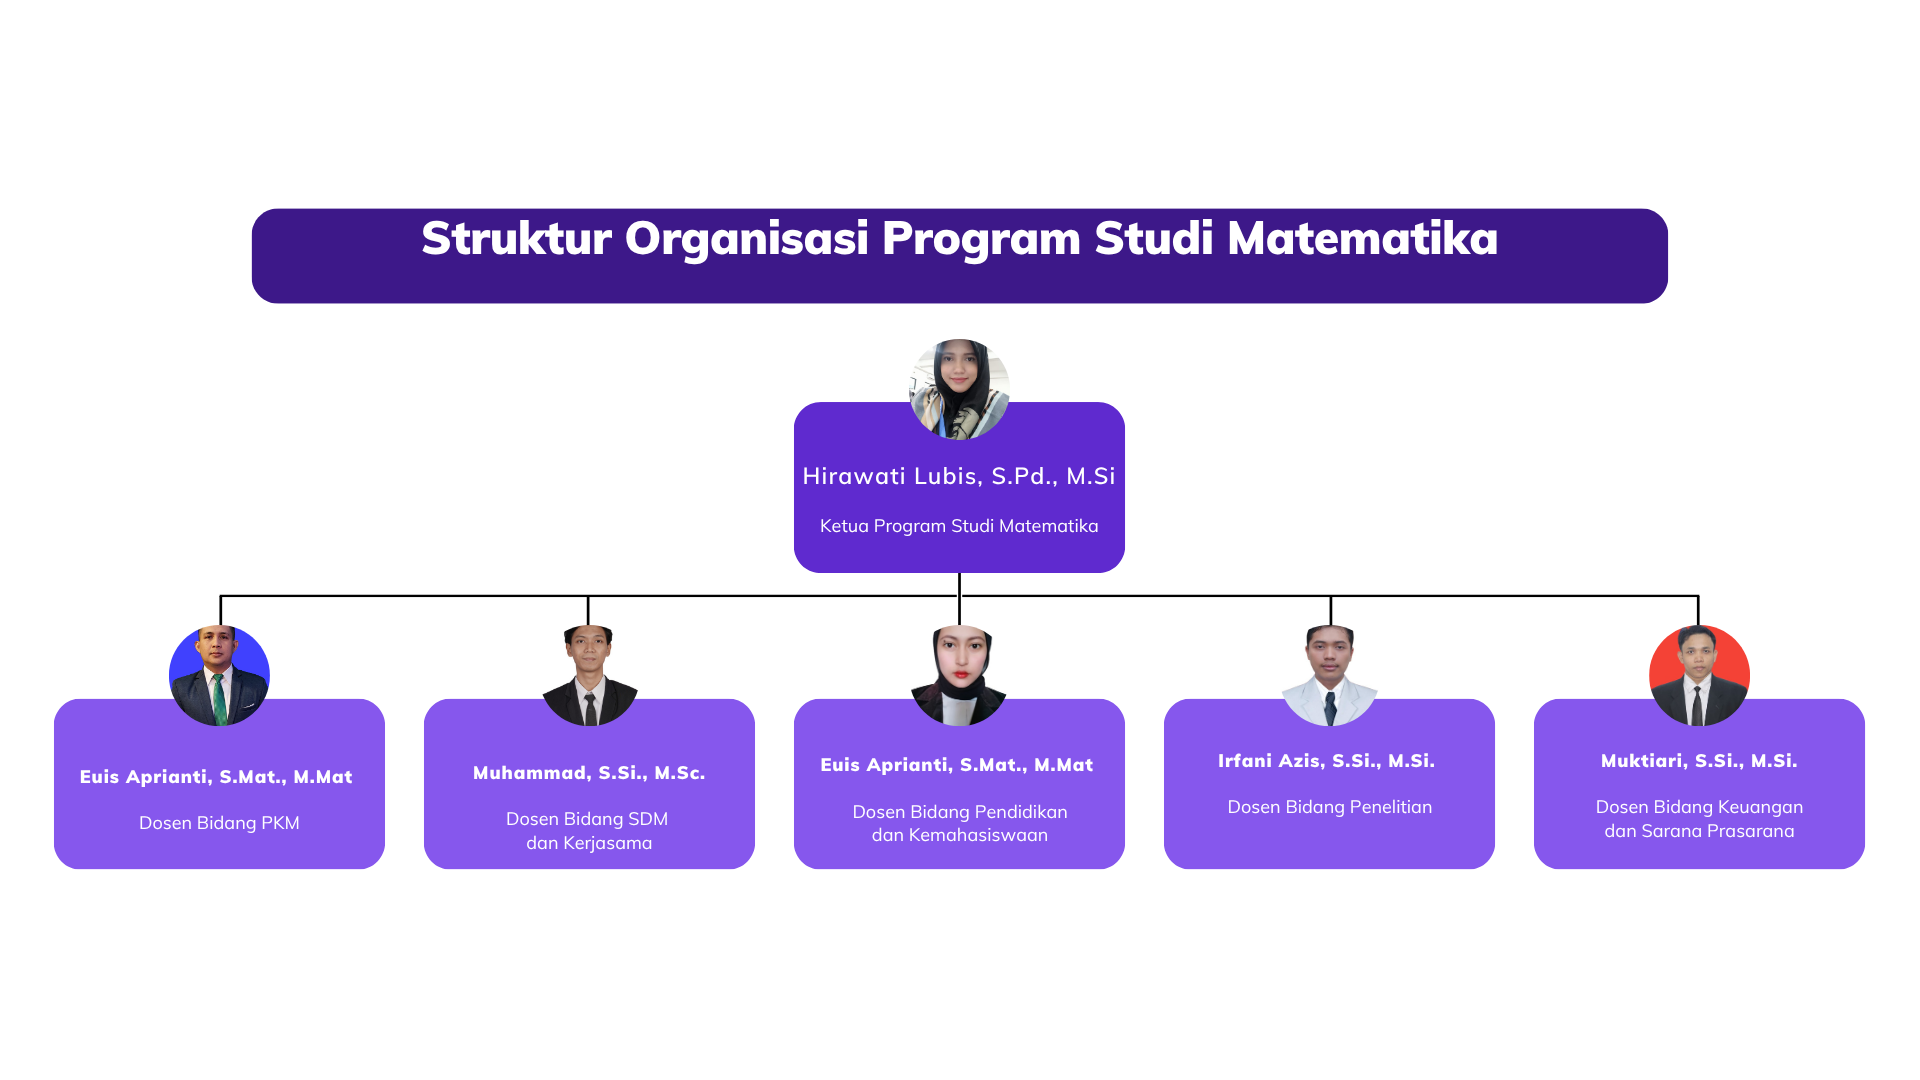 Struktur Organisasi Program Studi Matematika
Hirawati Lubis, S.Pd., M.Si
Ketua Program Studi Matematika
Euis Aprianti, S.Mat., M.Mat
Dosen Bidang PKM
Muhammad, S.Si., M.Sc.
Dosen Bidang SDM
dan Kerjasama
Euis Aprianti, S.Mat., M.Mat
Dosen Bidang Pendidikan
dan Kemahasiswaan
Irfani Azis, S.Si., M.Si.
Dosen Bidang Penelitian
Muktiari, S.Si., M.Si.
Dosen Bidang Keuangan
dan Sarana Prasarana